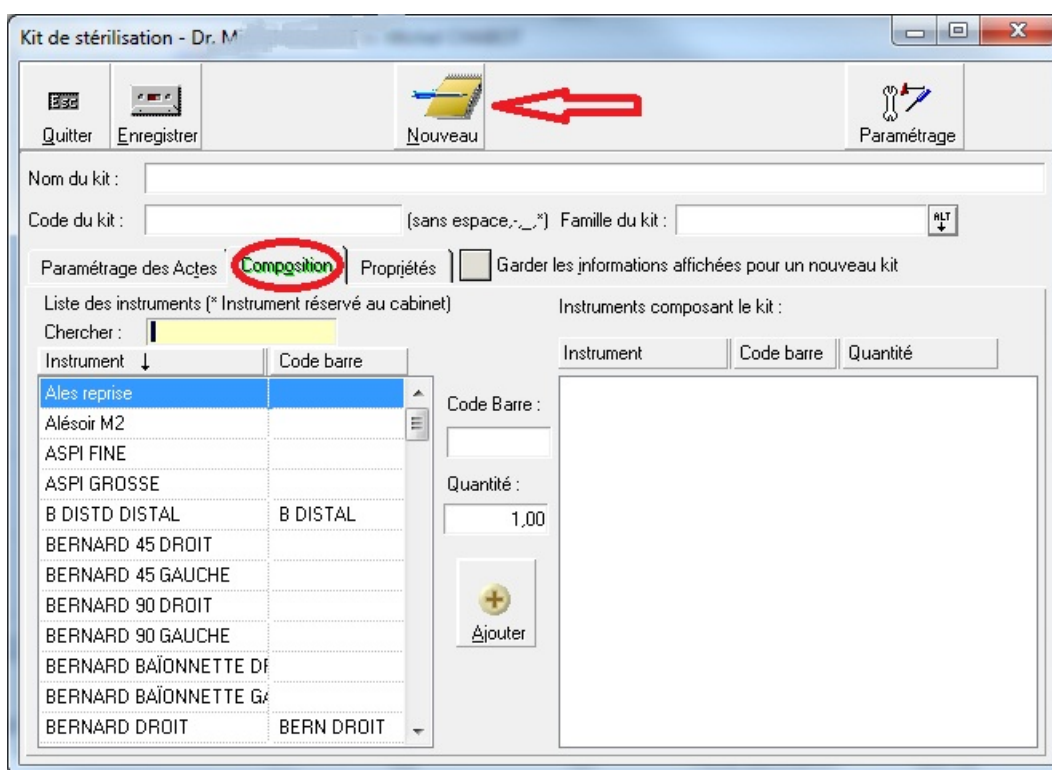 Kit de stérilisation - Dr. M
Esc
Quitter Enregistrer Nouveau Paramétrage
Nom du kit :
Code du kit : (sans espace,-,_,*) Famille du kit : ALT
Paramétrage des Actes Composition Propriétés Garder les informations affichées pour un nouveau kit
Liste des instruments (* Instrument réservé au cabinet) Instruments composant le kit :
Chercher :
Instrument Code barre Instrument Code barre Quantité
Ales reprise
Alésoir M2
ASPI FINE
ASPI GROSSE
B DISTD DISTAL B DISTAL
BERNARD 45 DROIT
BERNARD 45 GAUCHE
BERNARD 90 DROIT
BERNARD 90 GAUCHE
BERNARD BAÏONNETTE DR
BERNARD BAÏONNETTE GA
BERNARD DROIT BERN DROIT
Code Barre :
Quantité :
1,00
Ajouter